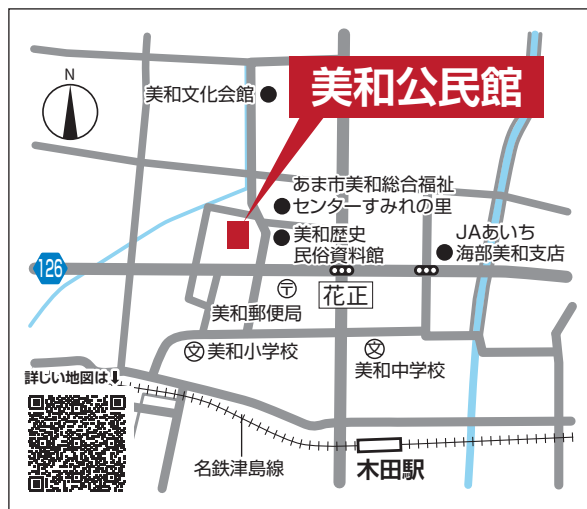 N
美和文化会館
美和公民館
あま市美和総合福祉
センターすみれの里
美和歴史
民俗資料館
JAあいち
海部美和支店
126
〒
美和郵便局
花正
文 美和小学校
文
美和中学校
詳しい地図は⬇
名鉄津島線
木田駅